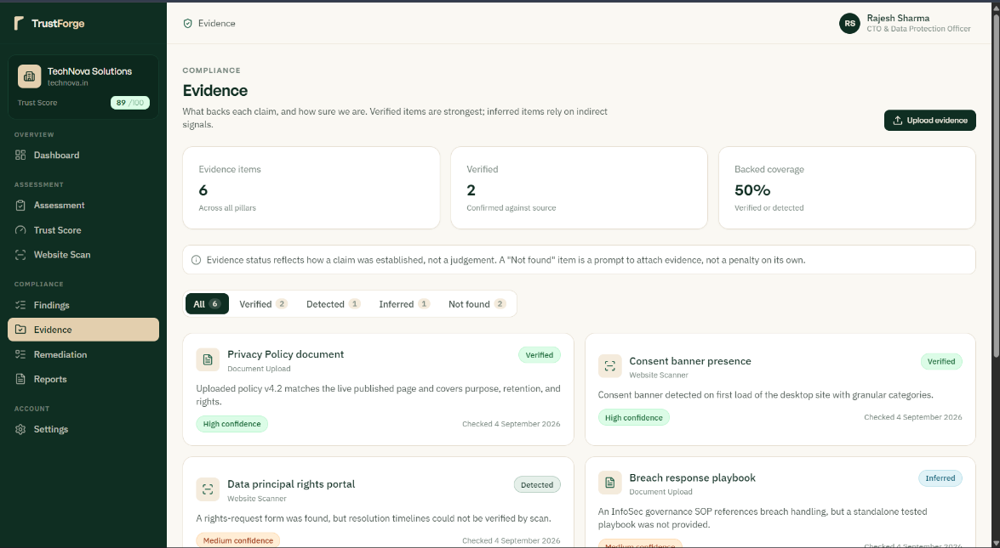 TrustForge
TechNova Solutions
technova.in
Trust Score
89 /100
OVERVIEW
Dashboard
ASSESSMENT
Assessment
Trust Score
Website Scan
COMPLIANCE
Findings
Evidence
Remediation
Reports
ACCOUNT
Settings
Evidence
RS
Rajesh Sharma
CTO & Data Protection Officer
COMPLIANCE
Evidence
What backs each claim, and how sure we are. Verified items are strongest; inferred items rely on indirect
signals.
Upload evidence
Evidence items
6
Across all pillars
Verified
2
Confirmed against source
Backed coverage
50%
Verified or detected
Evidence status reflects how a claim was established, not a judgement. A "Not found" item is a prompt to attach evidence, not a penalty on its own.
All 6
Verified 2
Detected 1
Inferred 1
Not found 2
Privacy Policy document
Document Upload
Verified
Uploaded policy v4.2 matches the live published page and covers purpose, retention, and
rights.
High confidence
Checked 4 September 2026
Consent banner presence
Website Scanner
Verified
Consent banner detected on first load of the desktop site with granular categories.
High confidence
Checked 4 September 2026
Data principal rights portal
Website Scanner
Detected
A rights-request form was found, but resolution timelines could not be verified by scan.
Medium confidence
Checked 4 September 2026
Breach response playbook
Document Upload
Inferred
An InfoSec governance SOP references breach handling, but a standalone tested
playbook was not provided.
Medium confidence
Checked 4 September 2026